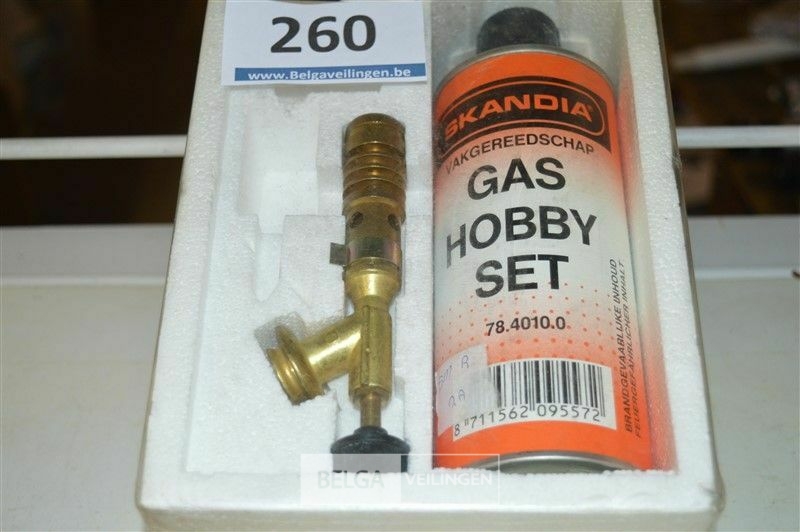 260
www.Belgaveilingen.be
SKANDIA®
VAKGEREEDSCHAP
GAS
HOBBY
SET
78.4010.0
BRANDGEVAARLIJKE INHOUD
FEUERGEFÄHRLICHER INHALT
8 711562 095572
BELGA VEILINGEN